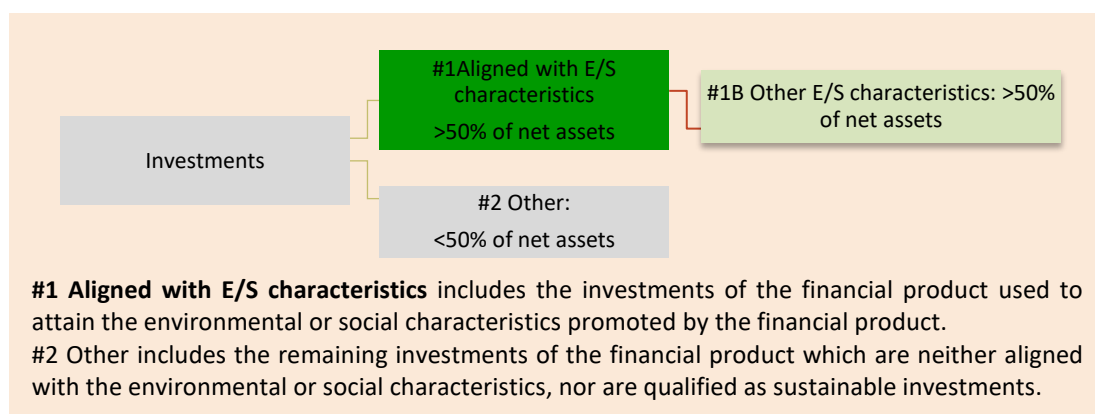 #1Aligned with E/S
characteristics
>50% of net assets
#1B Other E/S characteristics: >50%
of net assets
Investments
#2 Other:
<50% of net assets
#1 Aligned with E/S characteristics includes the investments of the financial product used to
attain the environmental or social characteristics promoted by the financial product.
#2 Other includes the remaining investments of the financial product which are neither aligned
with the environmental or social characteristics, nor are qualified as sustainable investments.